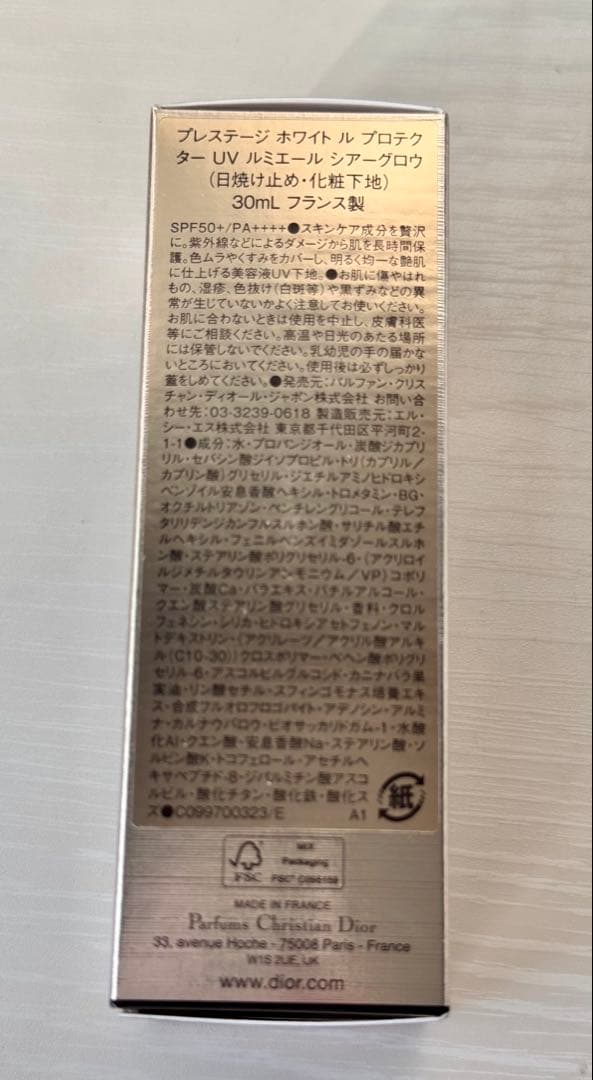 プレステージ ホワイト ル プロテク
ター UV ルミエール シアーグロウ
(日焼け止め・化粧下地)
30mL フランス製
SPF50+/PA++++●スキンケア成分を贅沢
に。紫外線などによるダメージから肌を長時間保
護。色ムラやくすみをカバーし、明るく均一な艶肌
に仕上げる美容液UV下地。●お肌に傷やはれ
もの、湿疹、色抜け(白斑等)や黒ずみなどの異
常が生じていないかよく注意してお使いください。
お肌に合わないときは使用を中止し、皮膚科医
等にご相談ください。高温や日光のあたる場所
には保管しないでください。乳幼児の手の届かな
いところにおいてください。使用後は必ずしっかり
蓋をしめてください。●発売元:パルファン・クリス
チャン・ディオール・ジャポン株式会社 お問い合
わせ先:03-3239-0618 製造販売元:エル・
シー・エス株式会社 東京都千代田区平河町2-
1-1●成分:水・プロパンジオール・炭酸ジカプリ
リル・セバシン酸ジイソプロピル・トリ(カプリル/
カプリン酸)グリセリル・ジエチルアミノヒドロキシ
ベンゾイル安息香酸ヘキシル・トロメタミン・BG・
オクチルトリアゾン・ペンチレングリコール・テレフ
タリリデンジカンフルスルホン酸・サリチル酸エチ
ルヘキシル・フェニルベンズイミダゾールスルホ
ン酸・ステアリン酸ポリグリセリル-6・(アクリロイ
ルジメチルタウリンアンモニウム/VP)コポリ
マー・炭酸Ca・バラエキス・バチルアルコール・
クエン酸ステアリン酸グリセリル・香料・クロル
フェネシン・シリカ・ヒドロキシアセトフェノン・マル
トデキストリン・(アクリレーツ/アクリル酸アルキ
ル(C10-30))クロスポリマー・ベヘン酸ポリグリ
セリル-6・アスコルビルグルコシド・カニナバラ果
実油・リン酸セチル・スフィンゴモナス培養エキ
ス・合成フルオロフロゴパイト・アデノシン・アルミ
ナ・カルナウバロウ・ビオサッカリドガム-1・水酸
化Al・クエン酸・安息香酸Na・ステアリン酸・ソ
ルビン酸K・トコフェロール・アセチルヘ
キサペプチド-8・ジパルミチン酸アスコ
ルビル・酸化チタン・酸化鉄・酸化ス
ズ●C099700323/E A1
紙
FSC
MIX
Packaging
FSC®
MADE IN FRANCE
Parfums Christian Dior
33, avenue Hoche - 75008 Paris - France
W1S 2UE, UK
www.dior.com